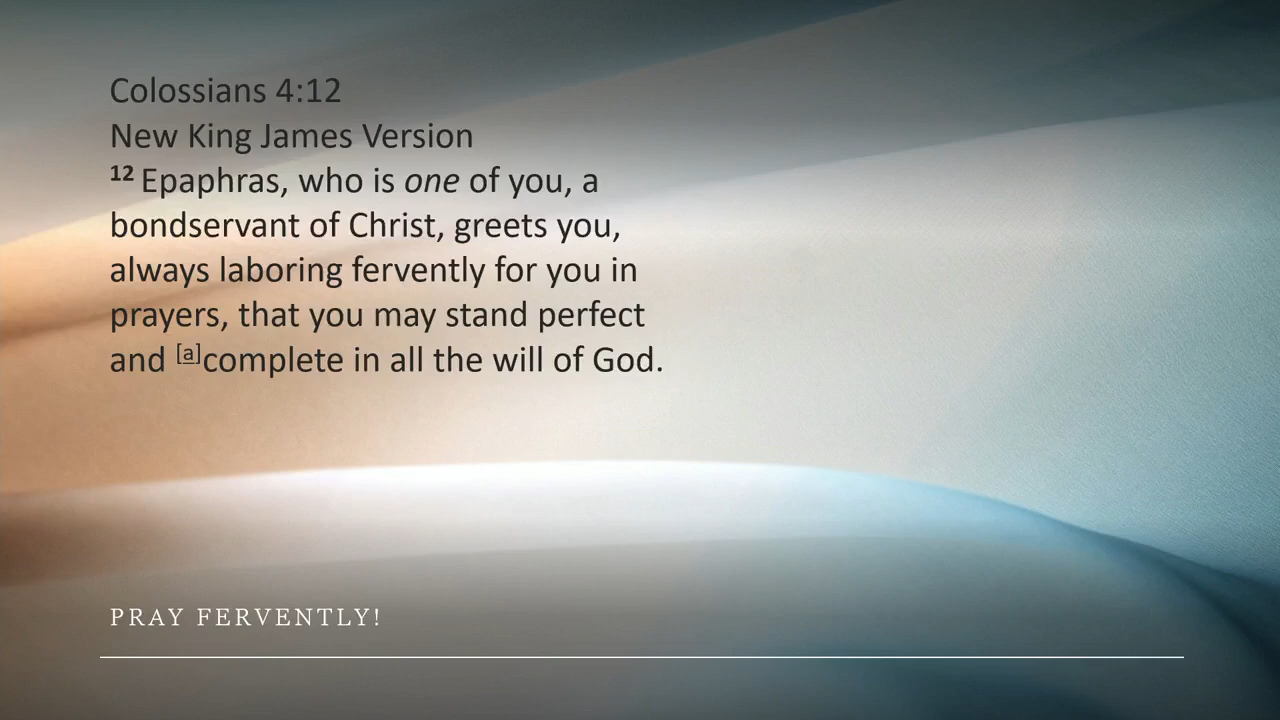 Colossians 4:12
New King James Version
12 Epaphras, who is one of you, a
bondservant of Christ, greets you,
always laboring fervently for you in
prayers, that you may stand perfect
and [a]complete in all the will of God.
PRAY FERVENTLY!